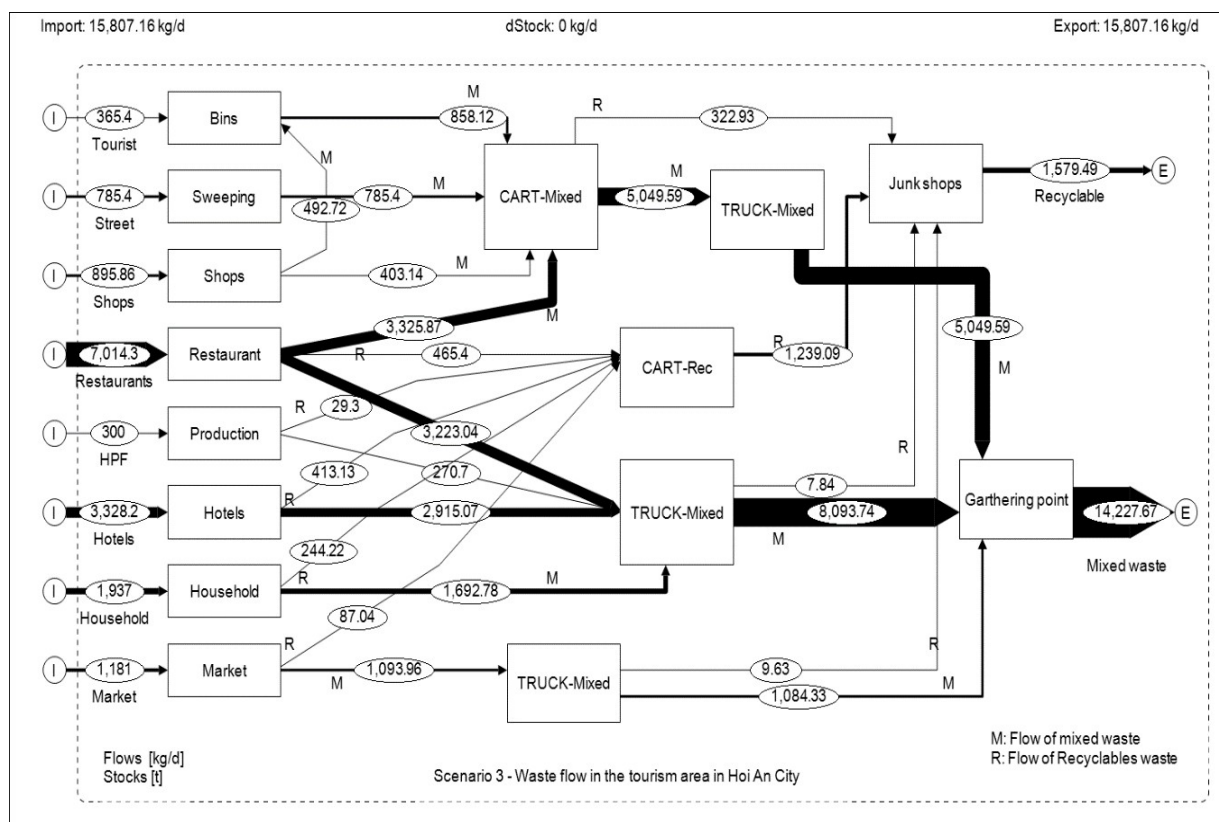 Import: 15,807.16 kg/d
dStock: 0 kg/d
Export: 15,807.16 kg/d
I
365.4
Tourist
Bins
M
858.12
R
322.93
I
785.4
Street
Sweeping
M
492.72
785.4
M
CART-Mixed
M
5,049.59
TRUCK-Mixed
Junk shops
1,579.49
Recyclable
E
I
895.86
Shops
Shops
403.14
M
I
7,014.3
Restaurants
Restaurant
3,325.87
M
R
465.4
CART-Rec
R
1,239.09
5,049.59
M
I
300
HPF
Production
R
29.3
3,223.04
270.7
R
I
3,328.2
Hotels
Hotels
413.13
R
2,915.07
TRUCK-Mixed
7.84
8,093.74
M
Garthering point
14,227.67
E
Mixed waste
I
1,937
Household
Household
244.22
R
1,692.78
M
I
1,181
Market
Market
R
87.04
1,093.96
M
TRUCK-Mixed
9.63
R
1,084.33
M
M: Flow of mixed waste
R: Flow of Recyclables waste
Flows [kg/d]
Stocks [t]
Scenario 3 - Waste flow in the tourism area in Hoi An City